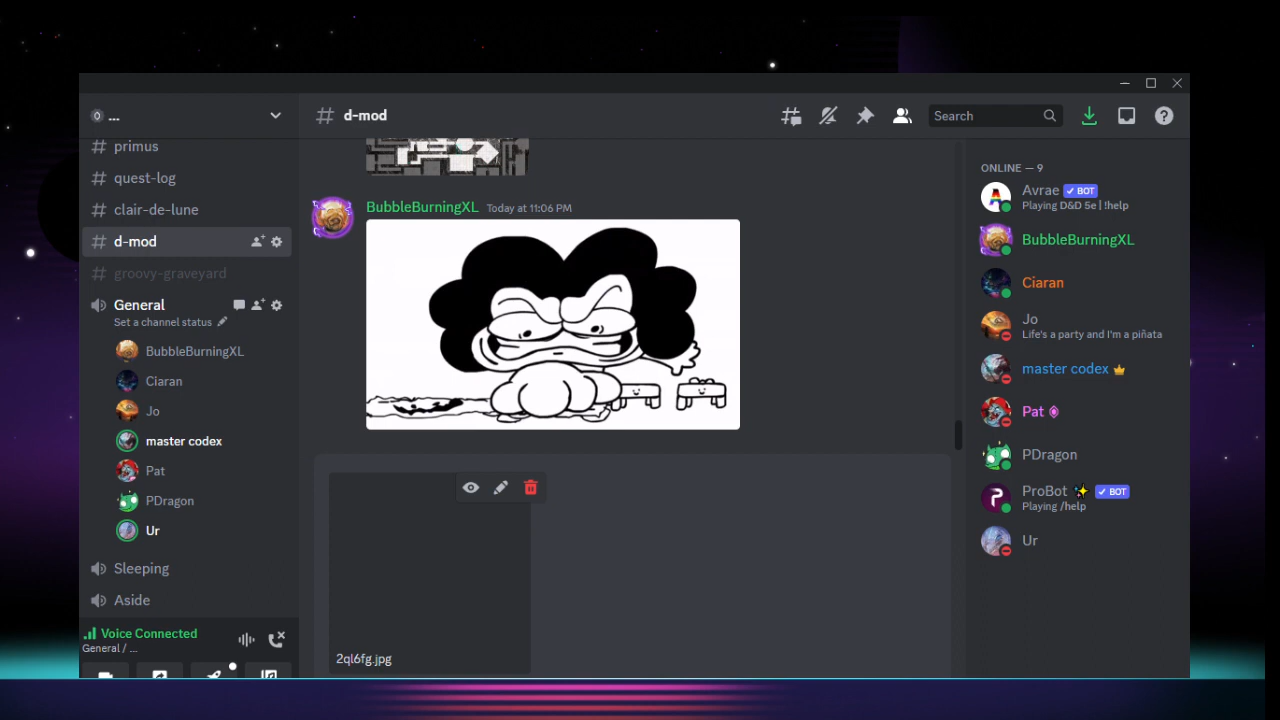 ...
primus
quest-log
clair-de-lune
d-mod
groovy-graveyard
General
Set a channel status
BubbleBurningXL
Ciaran
Jo
master codex
Pat
PDragon
Ur
Sleeping
Aside
Voice Connected
General / ...
d-mod
Search
BubbleBurningXL Today at 11:06 PM
2ql6fg.jpg
ONLINE — 9
Avrae BOT
Playing D&D 5e | !help
BubbleBurningXL
Ciaran
Jo
Life's a party and I'm a piñata
master codex
Pat
PDragon
ProBot BOT
Playing /help
Ur